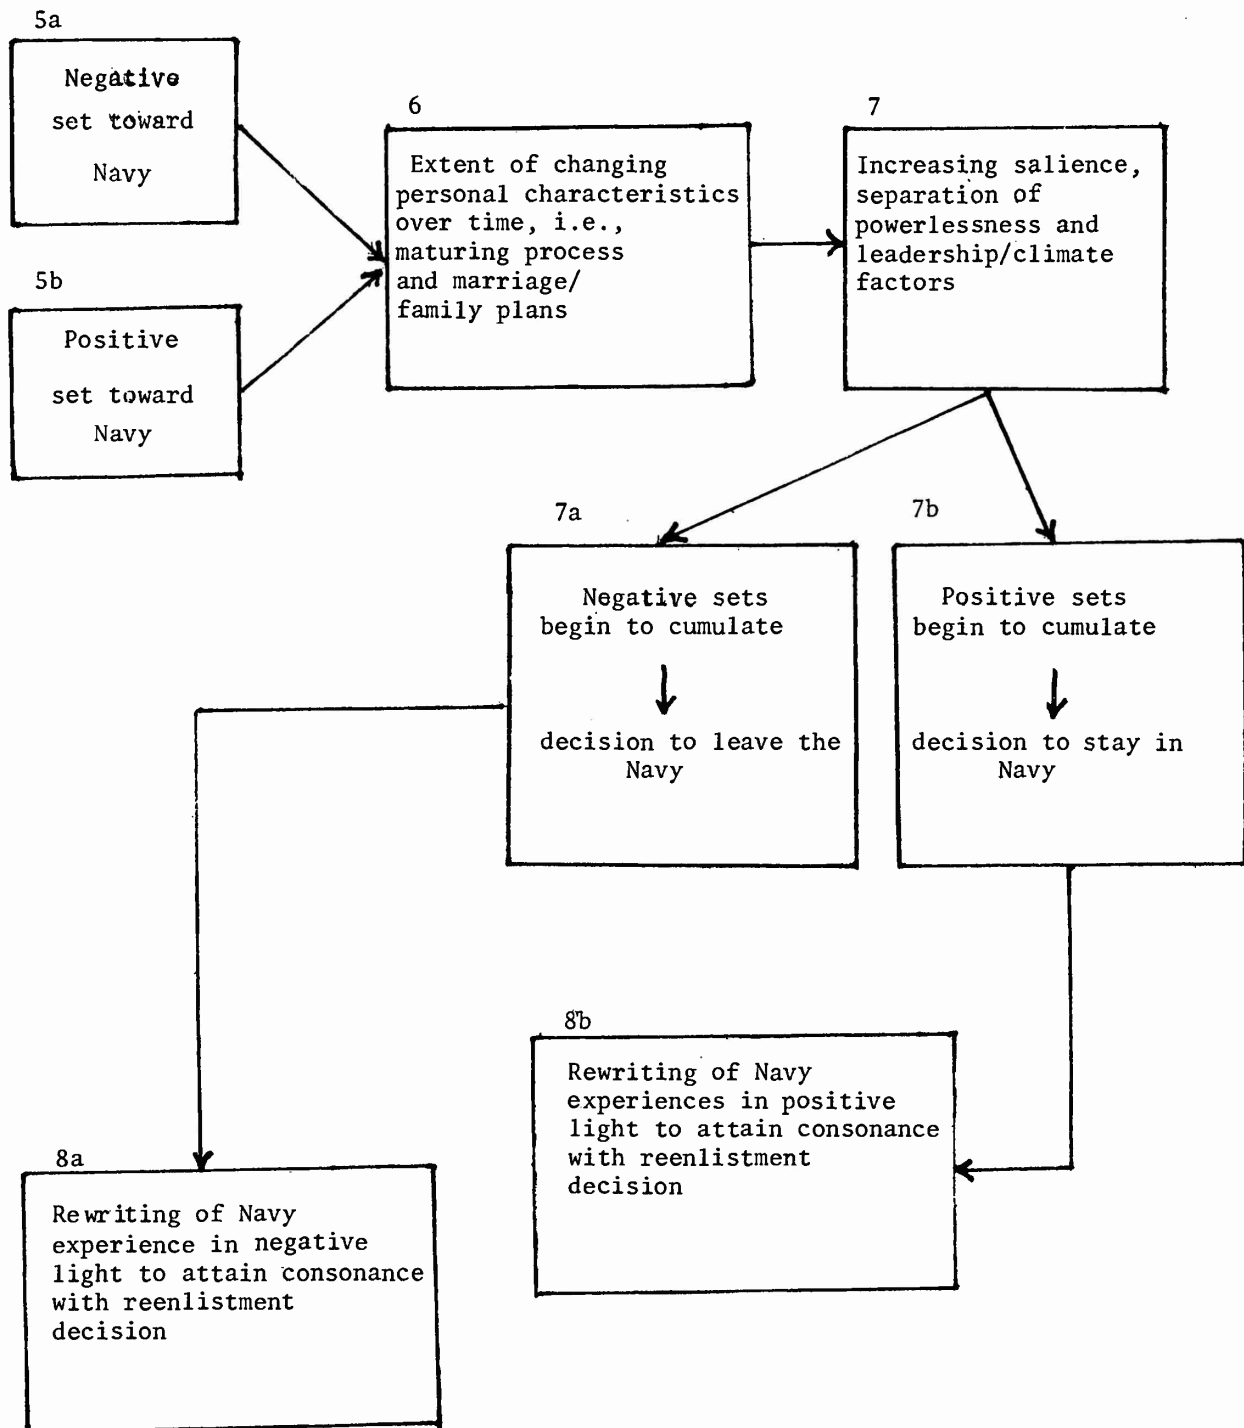 5a
Negative
set toward
Navy
5b
Positive
set toward
Navy
6
Extent of changing
personal characteristics
over time, i.e.,
maturing process
and marriage/
family plans
7
Increasing salience,
separation of
powerlessness and
leadership/climate
factors
7a
Negative sets
begin to cumulate
decision to leave the
Navy
7b
Positive sets
begin to cumulate
decision to stay in
Navy
8b
Rewriting of Navy
experiences in positive
light to attain consonance
with reenlistment
decision
8a
Rewriting of Navy
experience in negative
light to attain consonance
with reenlistment
decision